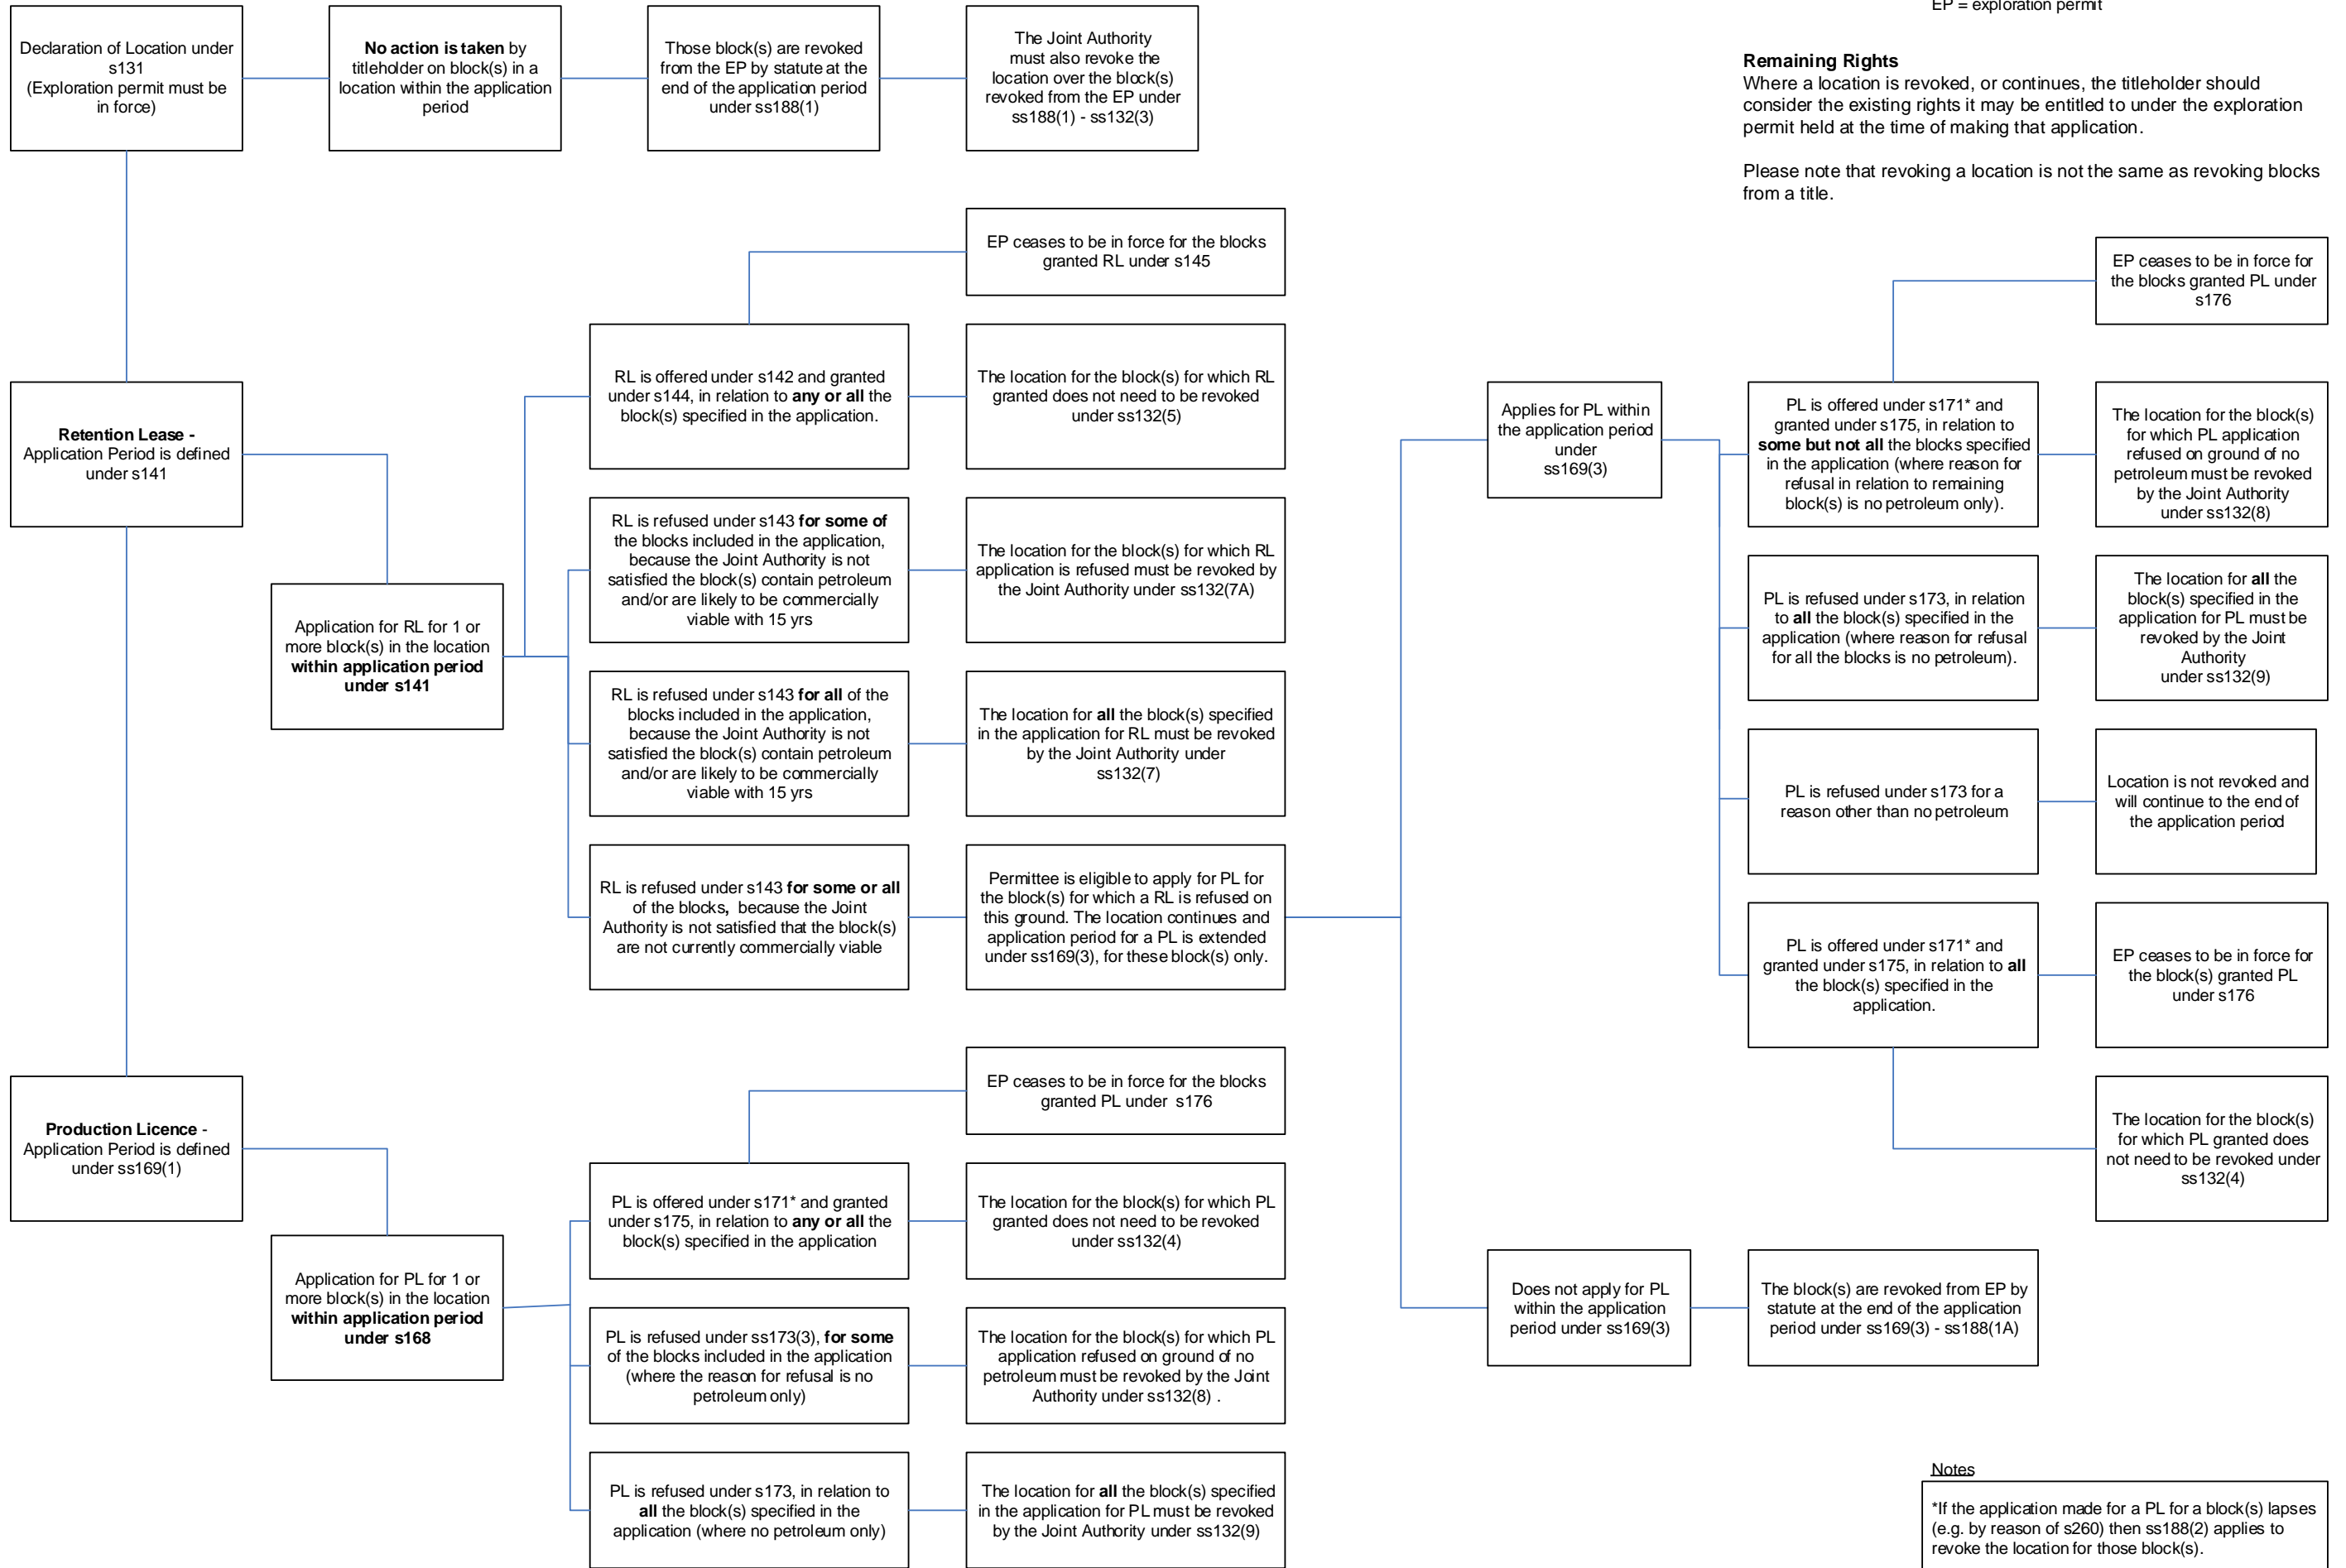 EP = exploration permit
Declaration of Location under
s131
(Exploration permit must be
in force)
No action is taken by
titleholder on block(s) in a
location within the application
period
Those block(s) are revoked
from the EP by statute at the
end of the application period
under ss188(1)
The Joint Authority
must also revoke the
location over the block(s)
revoked from the EP under
ss188(1) - ss132(3)
Remaining Rights
Where a location is revoked, or continues, the titleholder should
consider the existing rights it may be entitled to under the exploration
permit held at the time of making that application.
Please note that revoking a location is not the same as revoking blocks
from a title.
Retention Lease -
Application Period is defined
under s141
Application for RL for 1 or
more block(s) in the location
within application period
under s141
EP ceases to be in force for the blocks
granted RL under s145
RL is offered under s142 and granted
under s144, in relation to any or all the
block(s) specified in the application.
The location for the block(s) for which RL
granted does not need to be revoked
under ss132(5)
RL is refused under s143 for some of
the blocks included in the application,
because the Joint Authority is not
satisfied the block(s) contain petroleum
and/or are likely to be commercially
viable with 15 yrs
The location for the block(s) for which RL
application is refused must be revoked by
the Joint Authority under ss132(7A)
RL is refused under s143 for all of the
blocks included in the application,
because the Joint Authority is not
satisfied the block(s) contain petroleum
and/or are likely to be commercially
viable with 15 yrs
The location for all the block(s) specified
in the application for RL must be revoked
by the Joint Authority under
ss132(7)
RL is refused under s143 for some or all
of the blocks, because the Joint
Authority is not satisfied that the block(s)
are not currently commercially viable
Permittee is eligible to apply for PL for
the block(s) for which a RL is refused on
this ground. The location continues and
application period for a PL is extended
under ss169(3), for these block(s) only.
Applies for PL within
the application period
under
ss169(3)
EP ceases to be in force for
the blocks granted PL under
s176
PL is offered under s171* and
granted under s175, in relation to
some but not all the blocks specified
in the application (where reason for
refusal in relation to remaining
block(s) is no petroleum only).
The location for the block(s)
for which PL application
refused on ground of no
petroleum must be revoked
by the Joint Authority
under ss132(8)
PL is refused under s173, in relation
to all the block(s) specified in the
application (where reason for refusal
for all the blocks is no petroleum).
The location for all the
block(s) specified in the
application for PL must be
revoked by the Joint
Authority
under ss132(9)
PL is refused under s173 for a
reason other than no petroleum
Location is not revoked and
will continue to the end of
the application period
PL is offered under s171* and
granted under s175, in relation to all
the block(s) specified in the
application.
EP ceases to be in force for
the block(s) granted PL
under s176
The location for the block(s)
for which PL granted does
not need to be revoked under
ss132(4)
Does not apply for PL
within the application
period under ss169(3)
The block(s) are revoked from EP by
statute at the end of the application
period under ss169(3) - ss188(1A)
Production Licence -
Application Period is defined
under ss169(1)
Application for PL for 1 or
more block(s) in the location
within application period
under s168
EP ceases to be in force for the blocks
granted PL under s176
PL is offered under s171* and granted
under s175, in relation to any or all the
block(s) specified in the application
The location for the block(s) for which PL
granted does not need to be revoked
under ss132(4)
PL is refused under ss173(3), for some
of the blocks included in the application
(where the reason for refusal is no
petroleum only)
The location for the block(s) for which PL
application refused on ground of no
petroleum must be revoked by the Joint
Authority under ss132(8) .
PL is refused under s173, in relation to
all the block(s) specified in the
application (where no petroleum only)
The location for all the block(s) specified
in the application for PL must be revoked
by the Joint Authority under ss132(9)
Notes
*If the application made for a PL for a block(s) lapses
(e.g. by reason of s260) then ss188(2) applies to
revoke the location for those block(s).